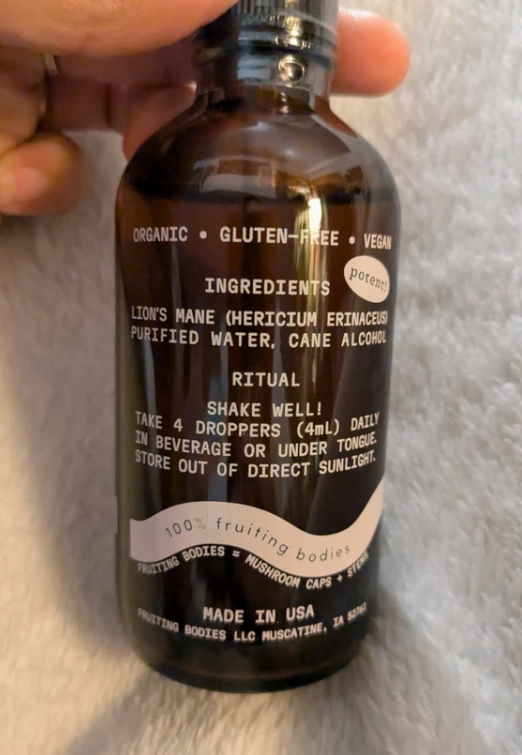 ORGANIC • GLUTEN-FREE • VEGAN
potent!
INGREDIENTS
LION'S MANE (HERICIUM ERINACEUS)
PURIFIED WATER, CANE ALCOHOL
RITUAL
SHAKE WELL!
TAKE 4 DROPPERS (4mL) DAILY
IN BEVERAGE OR UNDER TONGUE.
STORE OUT OF DIRECT SUNLIGHT.
100% fruiting bodies
FRUITING BODIES = MUSHROOM CAPS + STEMS
MADE IN USA
FRUITING BODIES LLC MUSCATINE, IA 52761